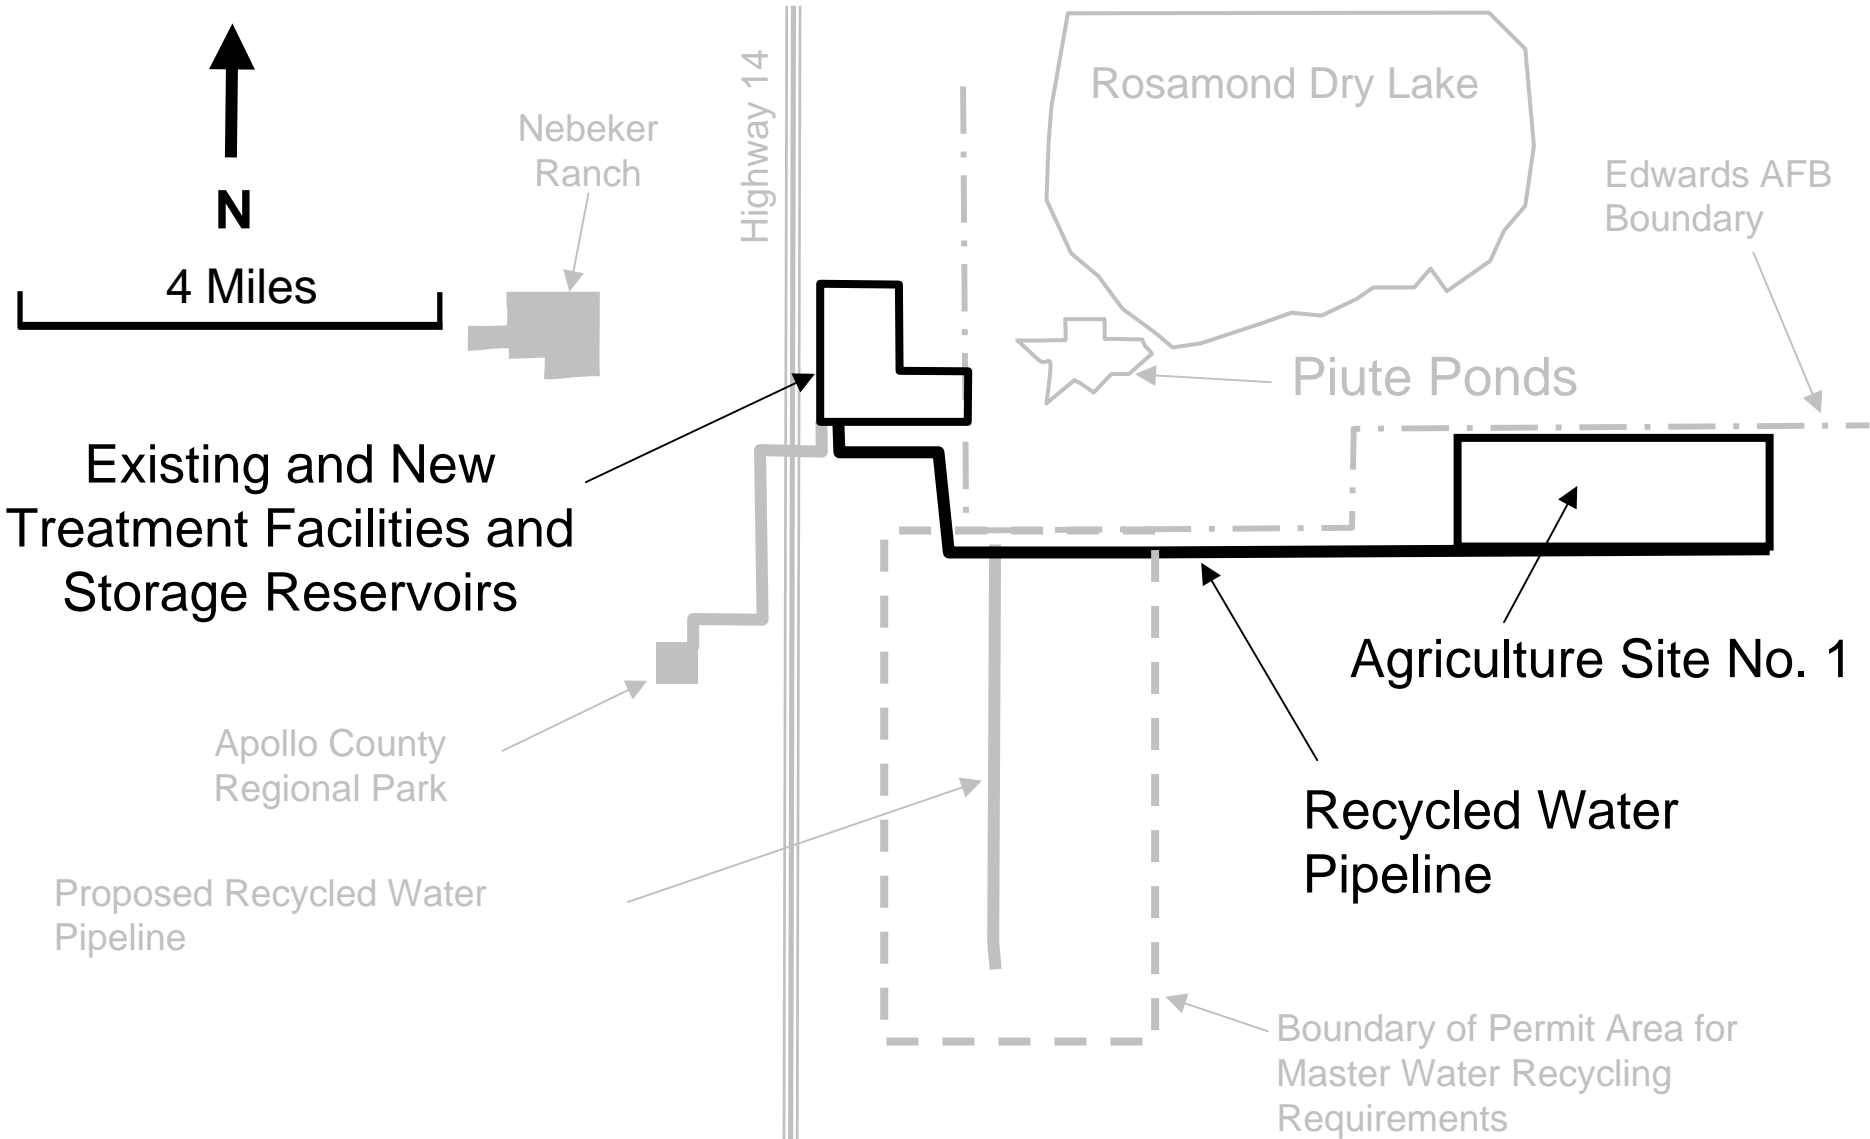 Rosamond Dry Lake
Highway 14
Nebeker
Ranch
Edwards AFB
Boundary
N
4 Miles
Piute Ponds
Existing and New
Treatment Facilities and
Storage Reservoirs
Agriculture Site No. 1
Apollo County
Regional Park
Recycled Water
Pipeline
Proposed Recycled Water
Pipeline
Boundary of Permit Area for
Master Water Recycling
Requirements